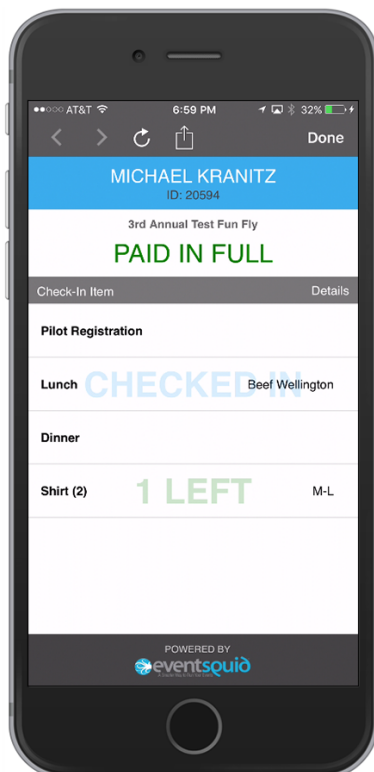 AT&T 6:59 PM 32%
Done
MICHAEL KRANITZ
ID: 20594
3rd Annual Test Fun Fly
PAID IN FULL
Check-In Item Details
Pilot Registration
Lunch CHECKED IN Beef Wellington
Dinner
Shirt (2) 1 LEFT M-L
POWERED BY
eventsquid